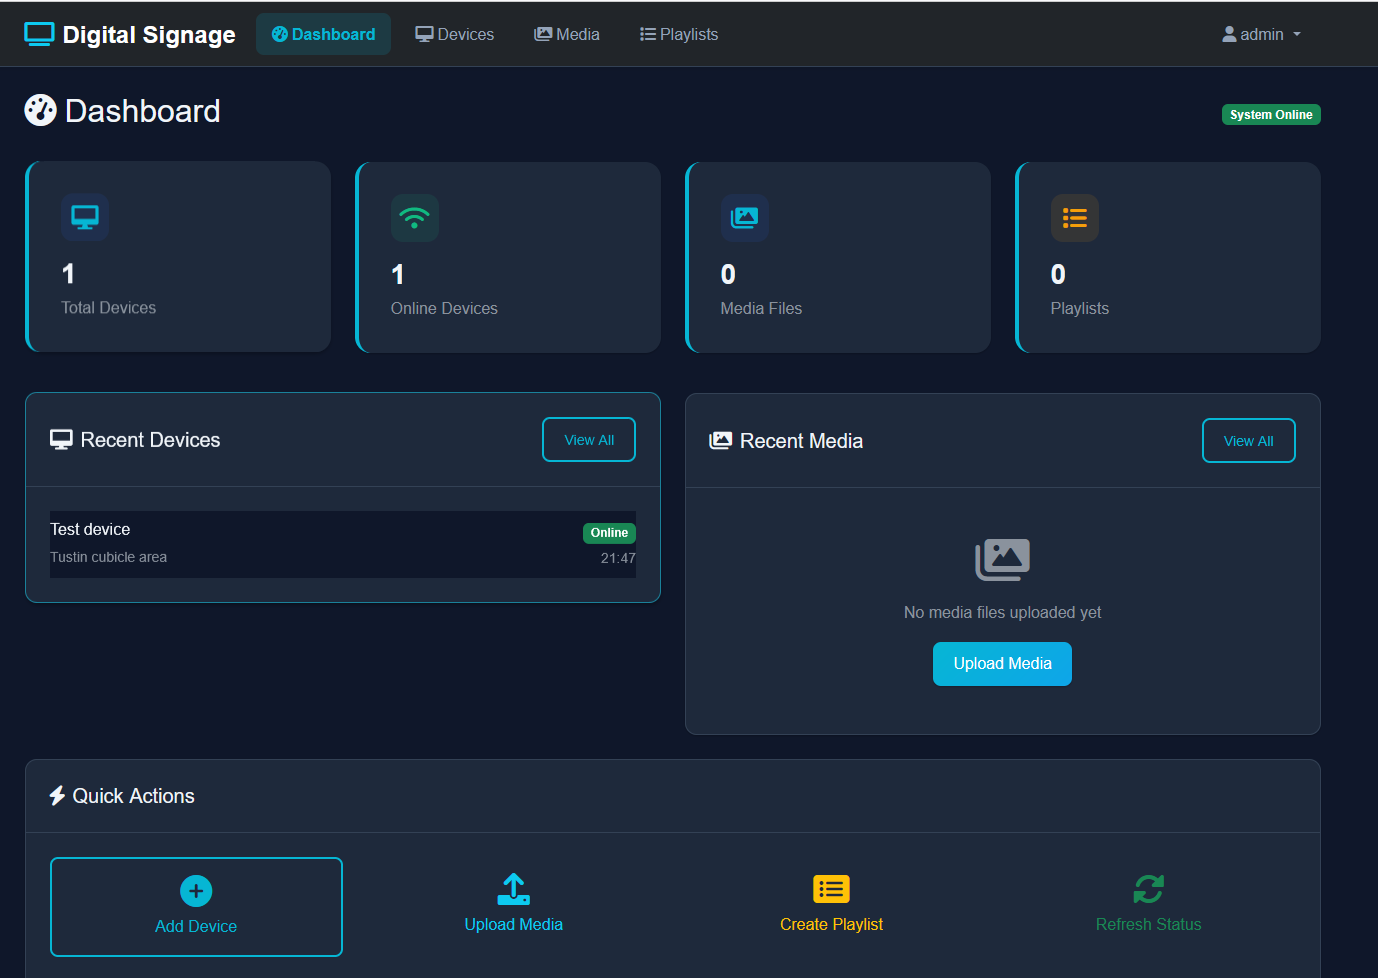 Digital Signage Dashboard Devices Media Playlists admin
Dashboard
System Online
1
Total Devices
1
Online Devices
0
Media Files
0
Playlists
Recent Devices
View All
Test device
Online
Tustin cubicle area
21:47
Recent Media
View All
No media files uploaded yet
Upload Media
Quick Actions
Add Device
Upload Media
Create Playlist
Refresh Status